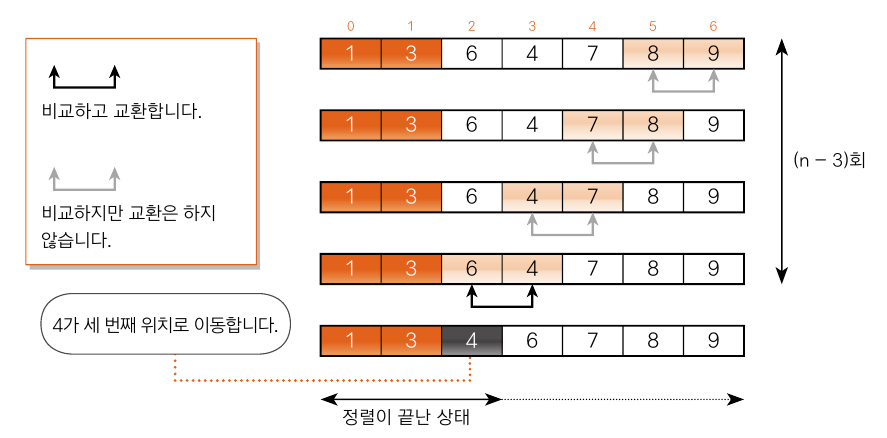 0 1 2 3 4 5 6
1 3 6 4 7 8 9
비교하고 교환합니다.
1 3 6 4 7 8 9
(n - 3)회
비교하지만 교환은 하지
않습니다.
1 3 6 4 7 8 9
1 3 6 4 7 8 9
4가 세 번째 위치로 이동합니다.
1 3 4 6 7 8 9
정렬이 끝난 상태